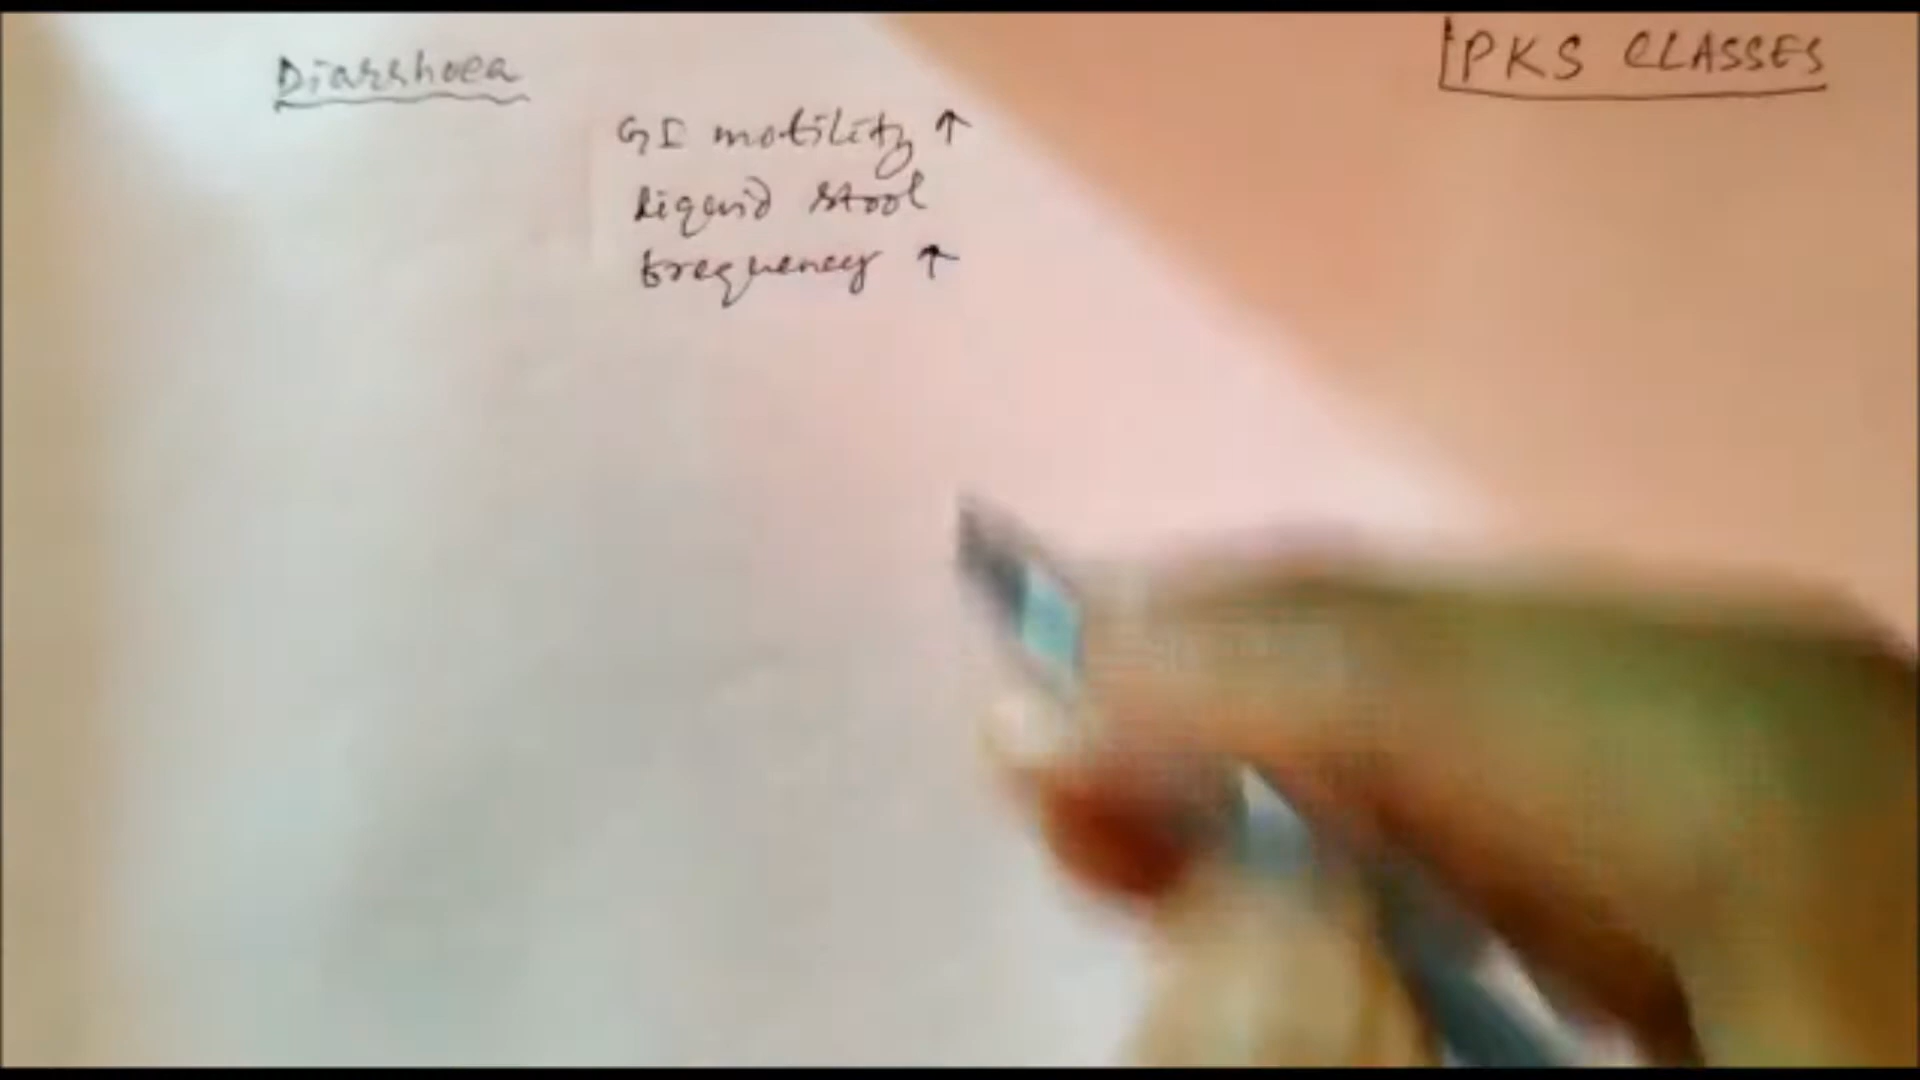 Diarrhoea
PKS CLASSES
GI motility ↑
liquid stool
frequency ↑